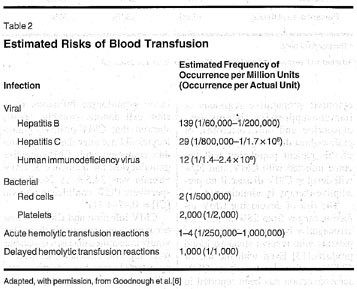 Table 2
Estimated Risks of Blood Transfusion
Infection
Estimated Frequency of
Occurrence per Million Units
(Occurrence per Actual Unit)
Viral
Hepatitis B 139 (1/60,000–1/200,000)
Hepatitis C 29 (1/800,000–1/1.7 × 10⁶)
Human immunodeficiency virus 12 (1/1.4–2.4 × 10⁶)
Bacterial
Red cells 2 (1/500,000)
Platelets 2,000 (1/2,000)
Acute hemolytic transfusion reactions 1–4 (1/250,000–1,000,000)
Delayed hemolytic transfusion reactions 1,000 (1/1,000)
Adapted, with permission, from Goodnough et al.[6]